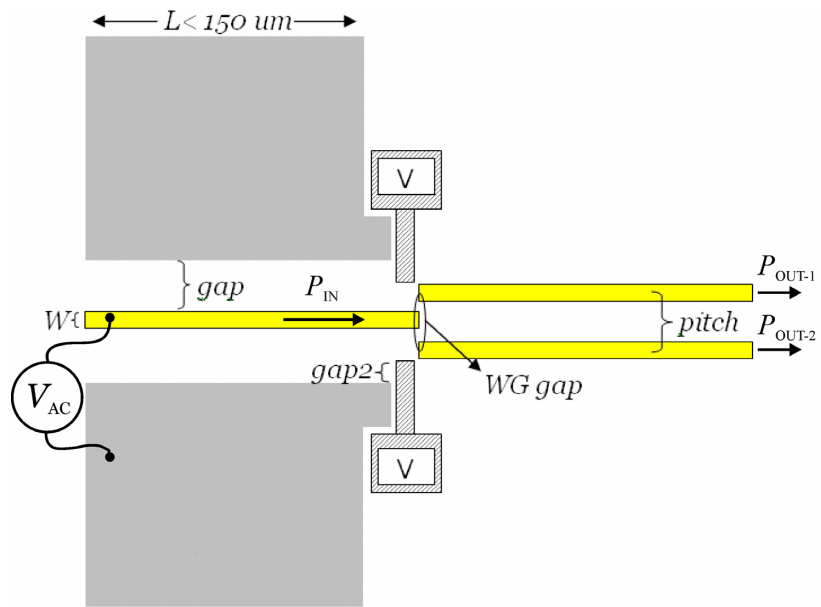 L< 150 um
V
gap
P_IN
P_OUT-1
W
pitch
P_OUT-2
gap2
WG gap
V_AC
V